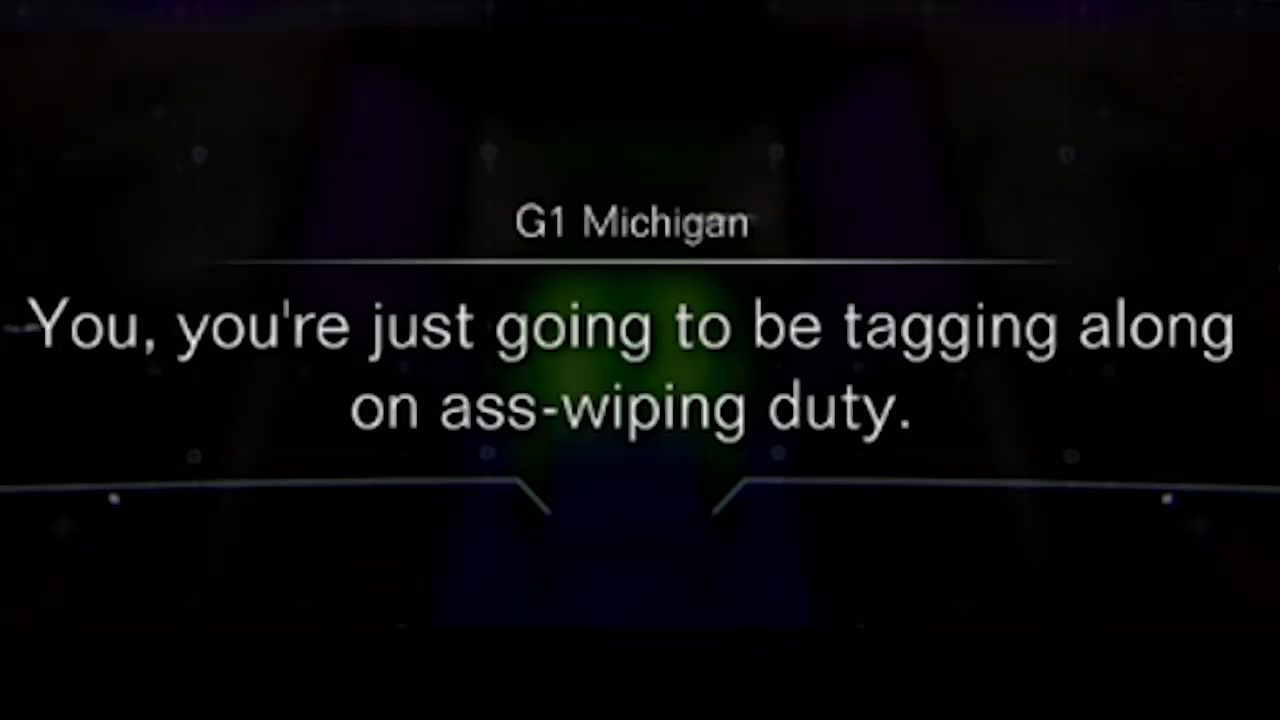 G1 Michigan
You, you're just going to be tagging along
on ass-wiping duty.